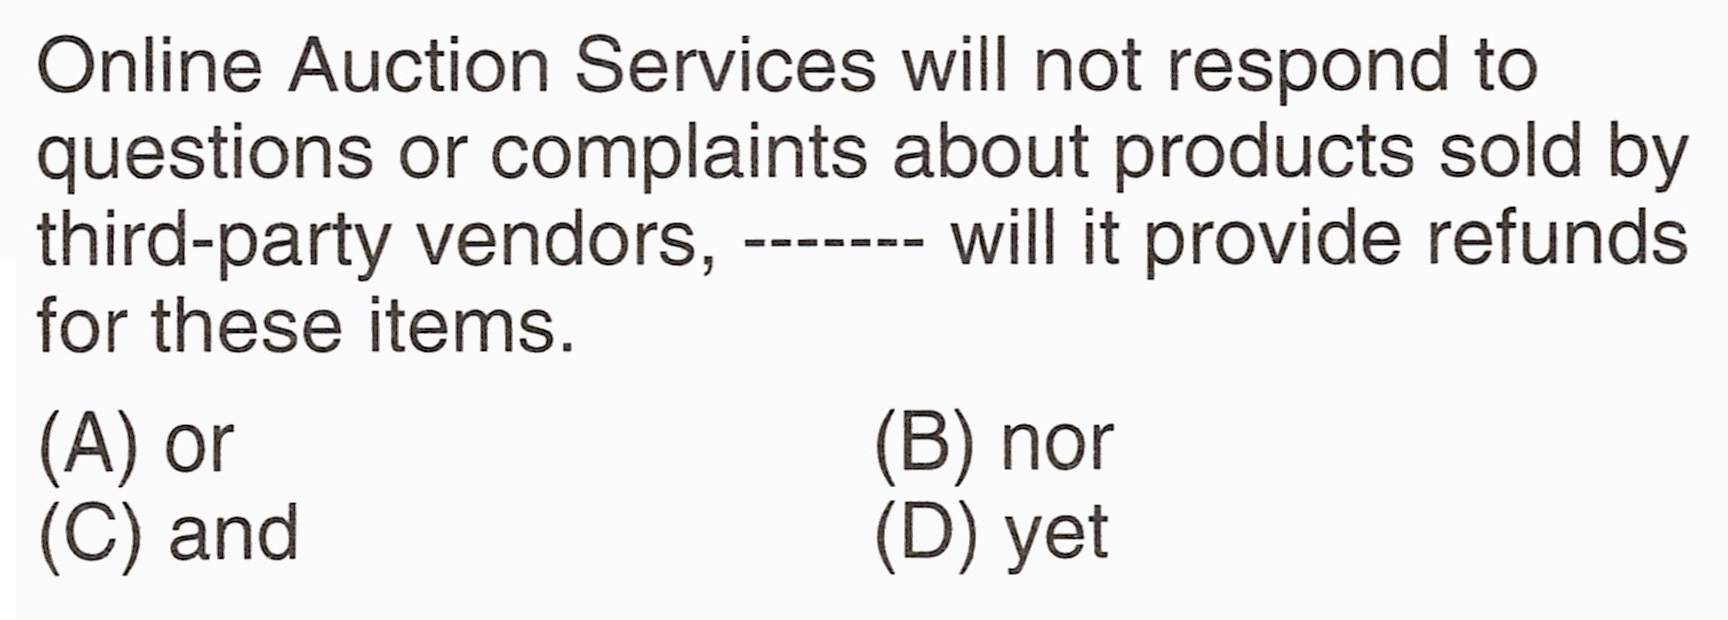 Online Auction Services will not respond to
questions or complaints about products sold by
third-party vendors, ------- will it provide refunds
for these items.
(A) or
(B) nor
(C) and
(D) yet